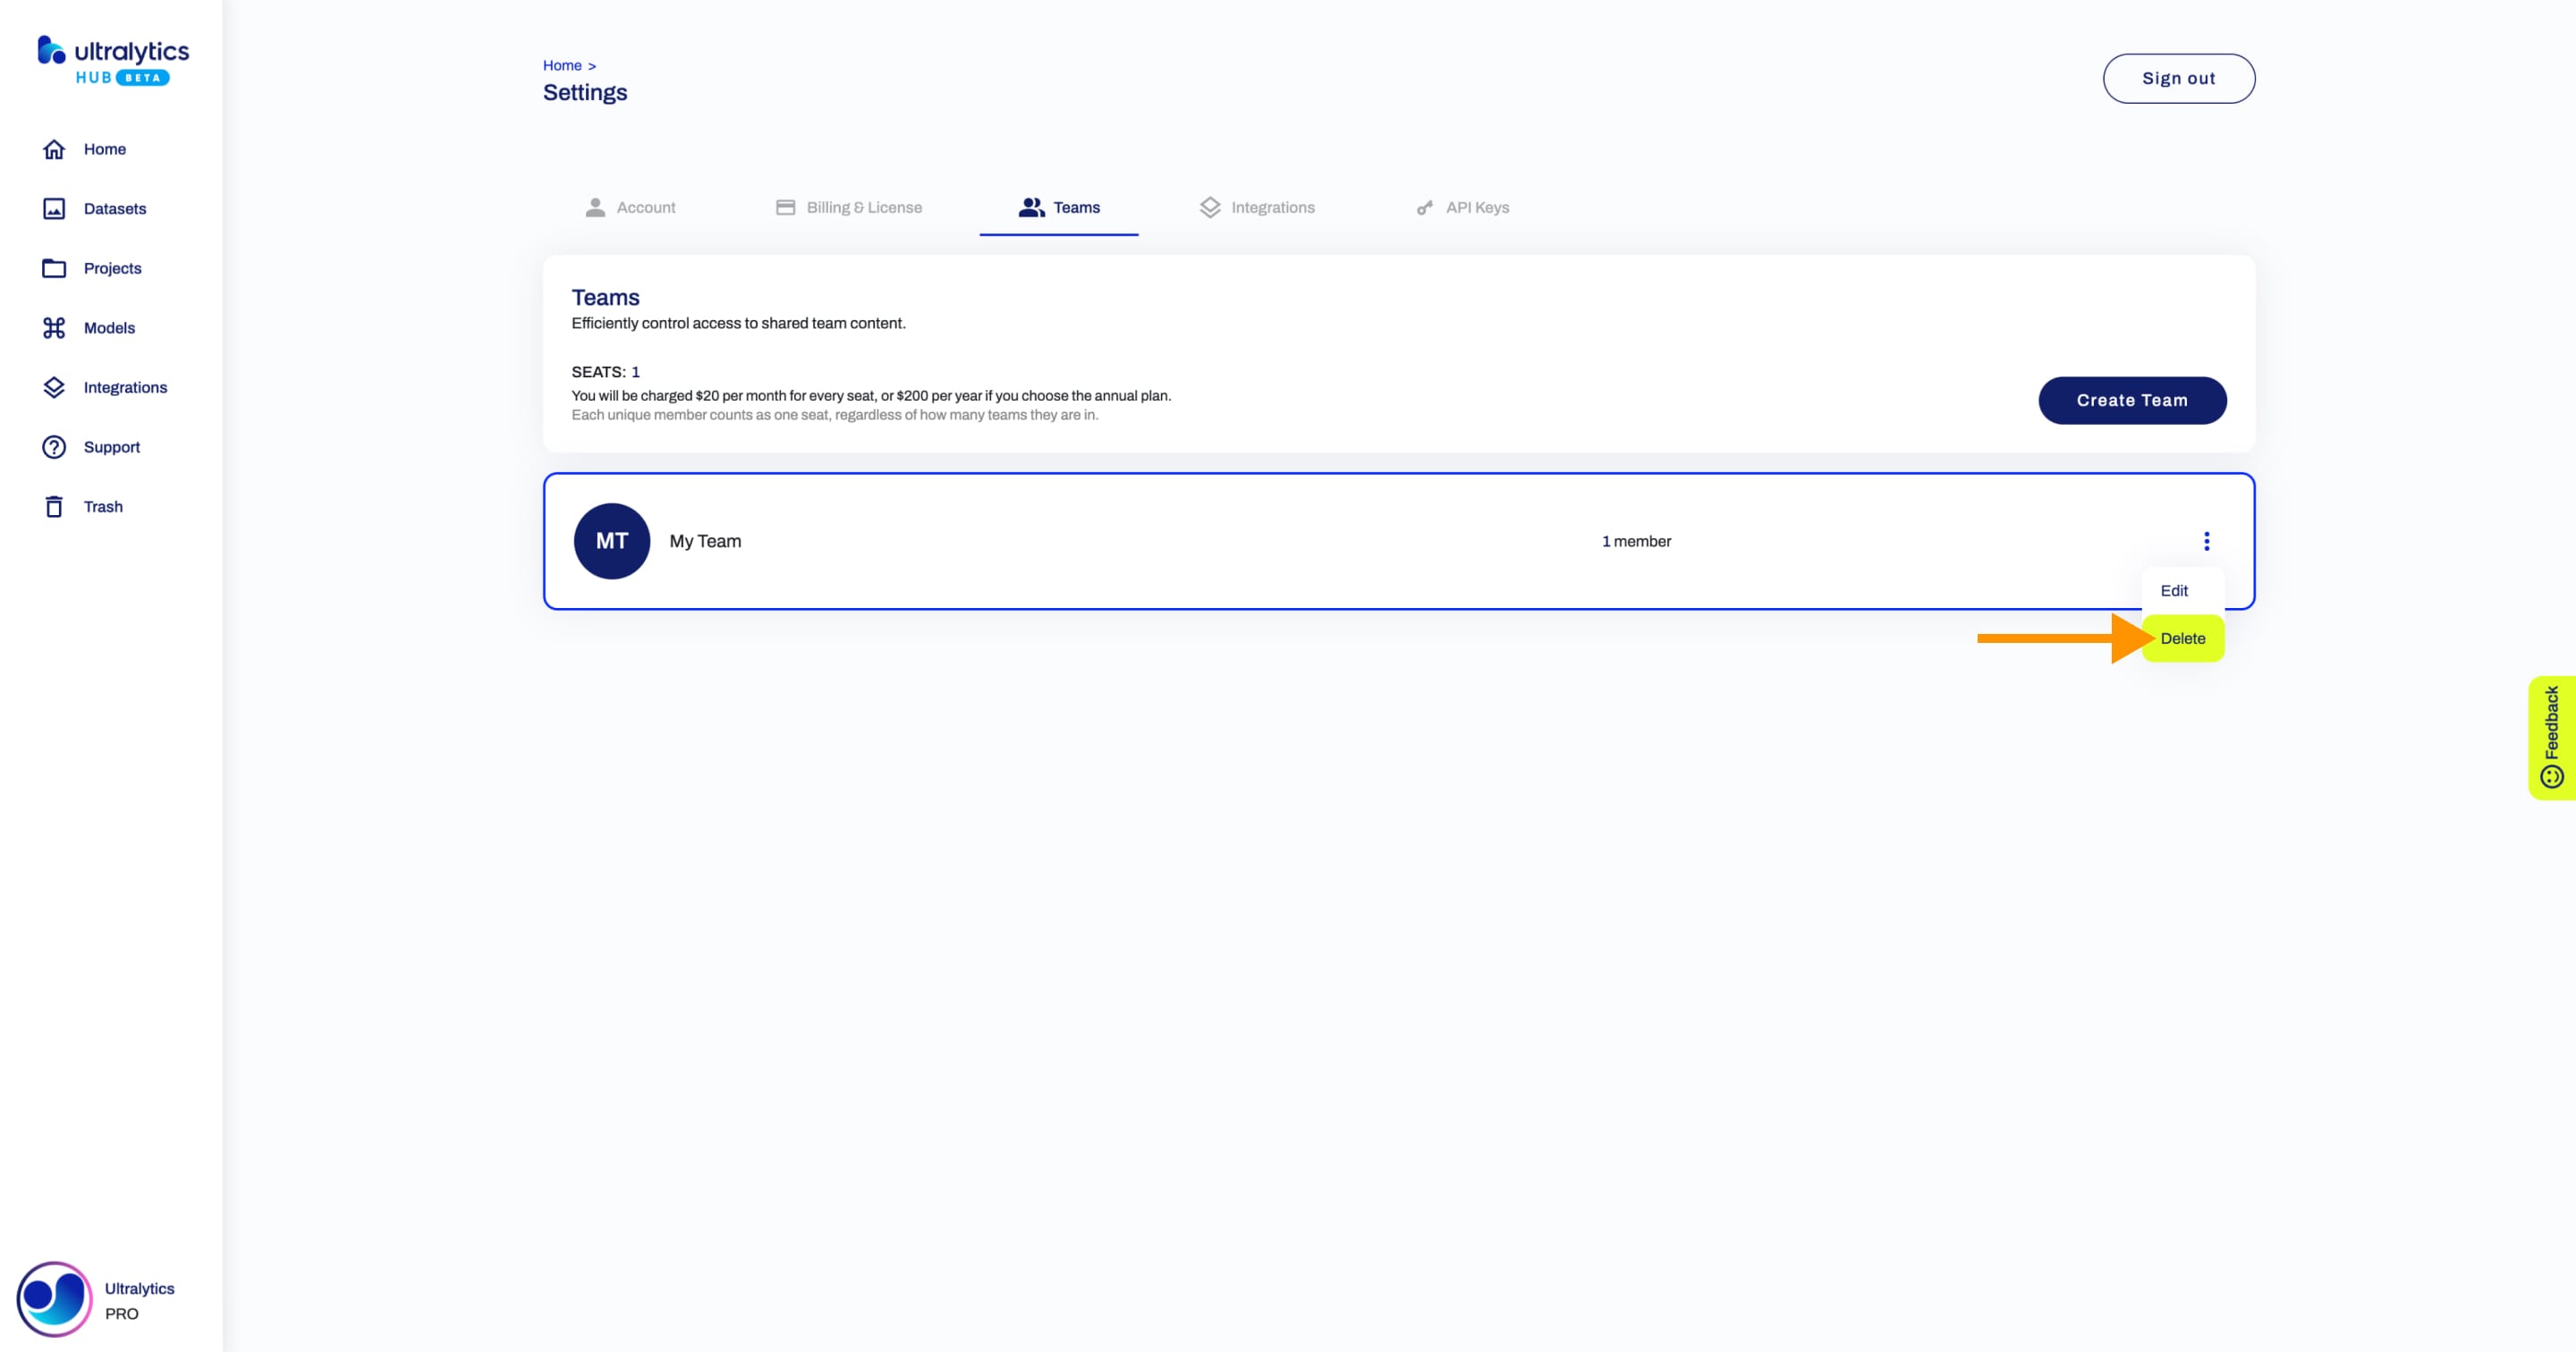 ultralytics
HUB BETA
Home
Datasets
Projects
Models
Integrations
Support
Trash
Ultralytics
PRO
Home >
Settings
Sign out
Account
Billing & License
Teams
Integrations
API Keys
Teams
Efficiently control access to shared team content.
SEATS: 1
You will be charged $20 per month for every seat, or $200 per year if you choose the annual plan.
Each unique member counts as one seat, regardless of how many teams they are in.
Create Team
MT
My Team
1 member
Edit
Delete
Feedback